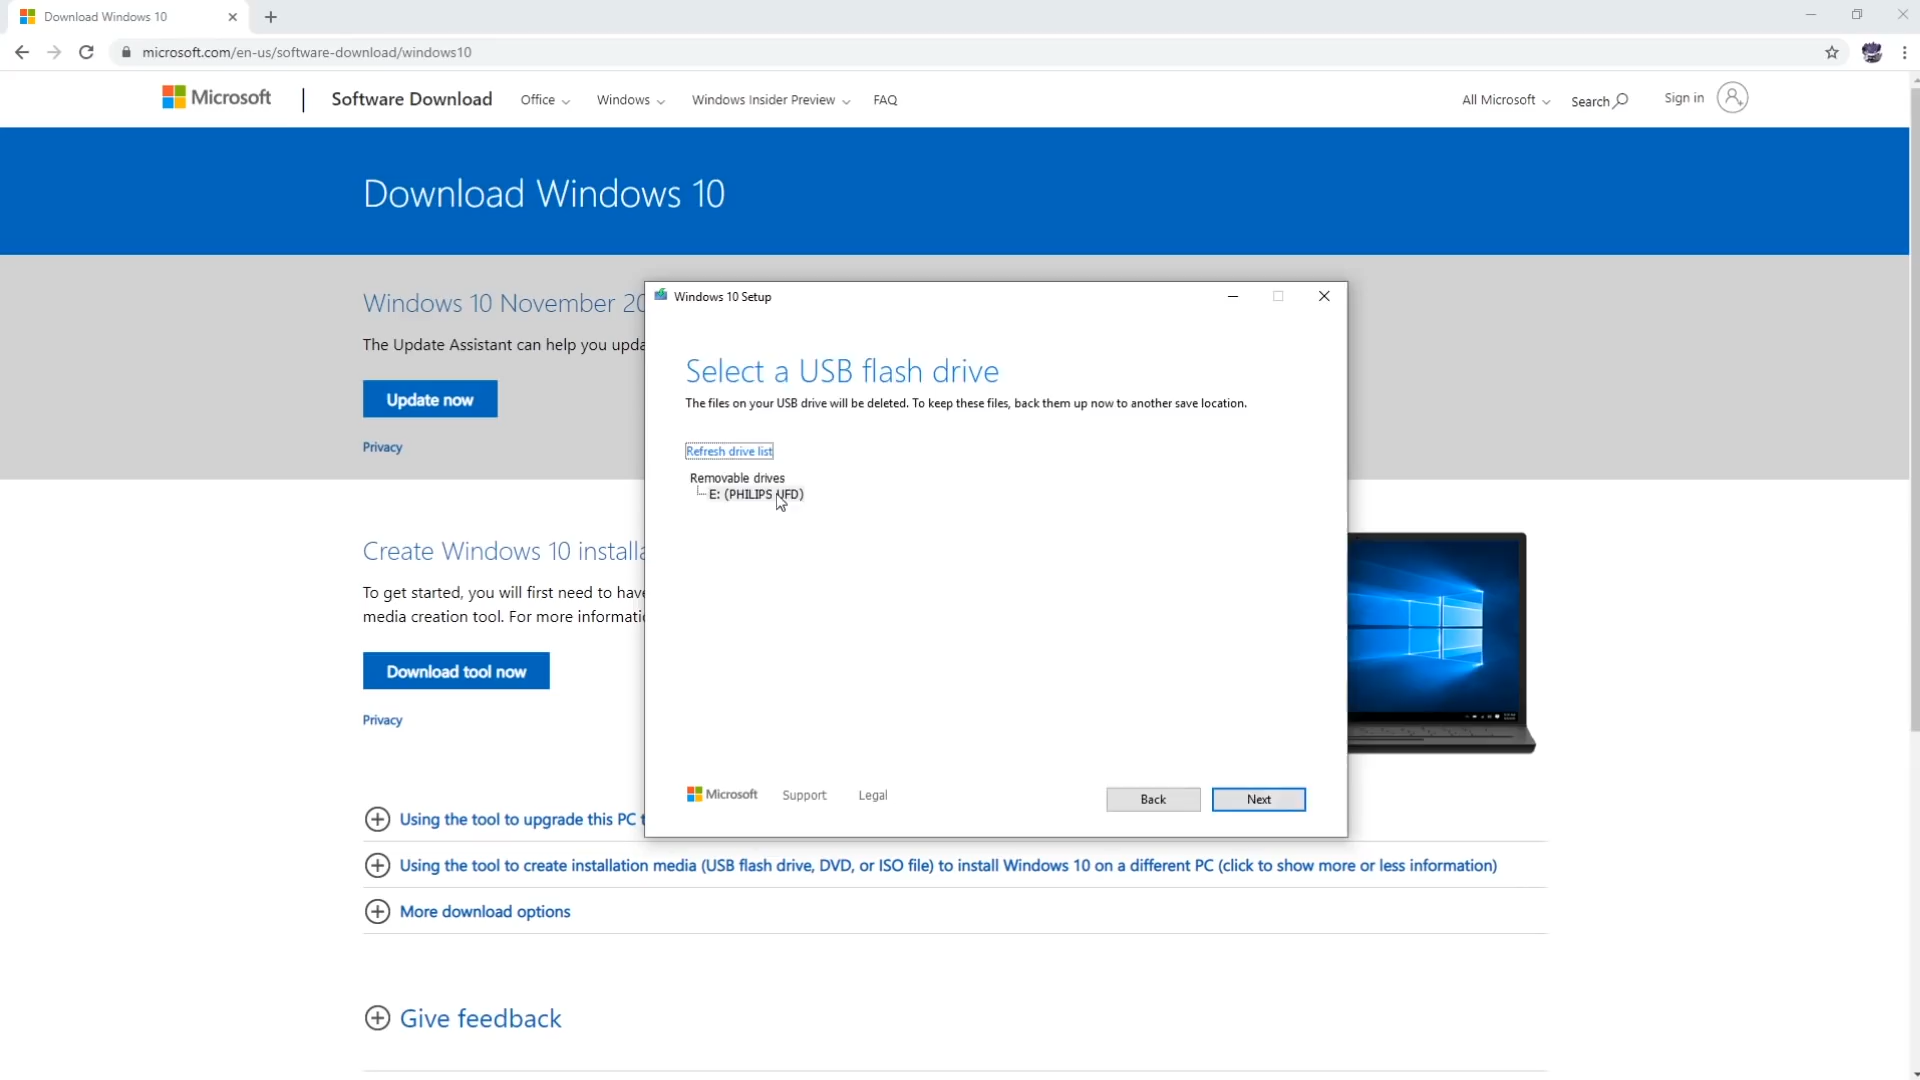 Download Windows 10
microsoft.com/en-us/software-download/windows10
Microsoft
Software Download
Office
Windows
Windows Insider Preview
FAQ
All Microsoft
Search
Sign in
Download Windows 10
Windows 10 November 20
The Update Assistant can help you upda
Update now
Privacy
Windows 10 Setup
Select a USB flash drive
The files on your USB drive will be deleted. To keep these files, back them up now to another save location.
Refresh drive list
Removable drives
E: (PHILIPS UFD)
Microsoft
Support
Legal
Back
Next
Create Windows 10 installa
To get started, you will first need to have
media creation tool. For more informatio
Download tool now
Privacy
Using the tool to upgrade this PC t
Using the tool to create installation media (USB flash drive, DVD, or ISO file) to install Windows 10 on a different PC (click to show more or less information)
More download options
Give feedback